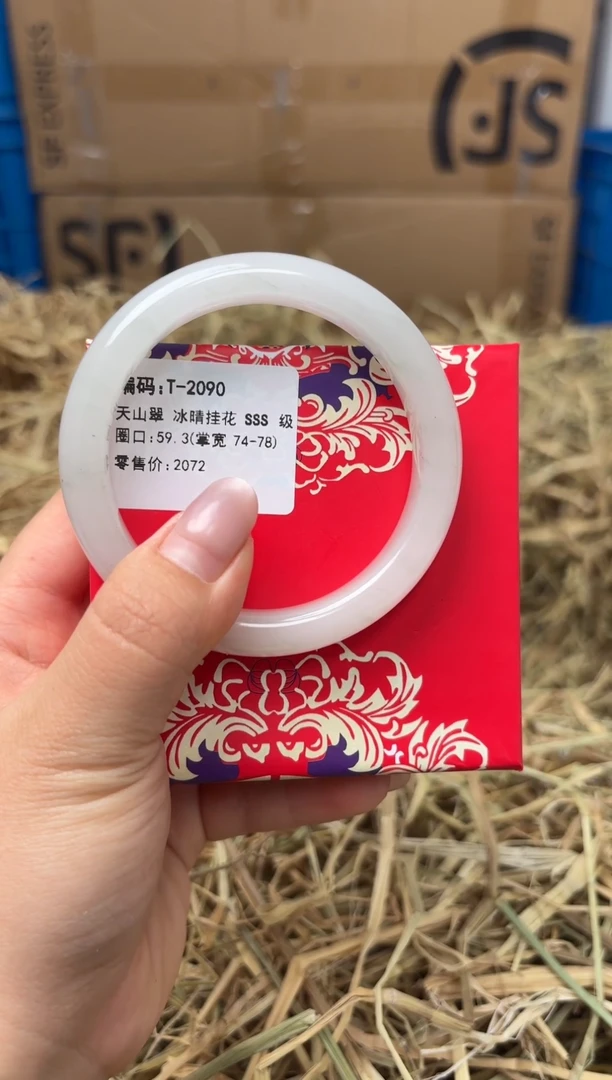 SF EXPRESS
SF
SF
编码:T-2090
天山翠 冰晴挂花 SSS 级
圈口:59.3(掌宽 74-78)
零售价:2072